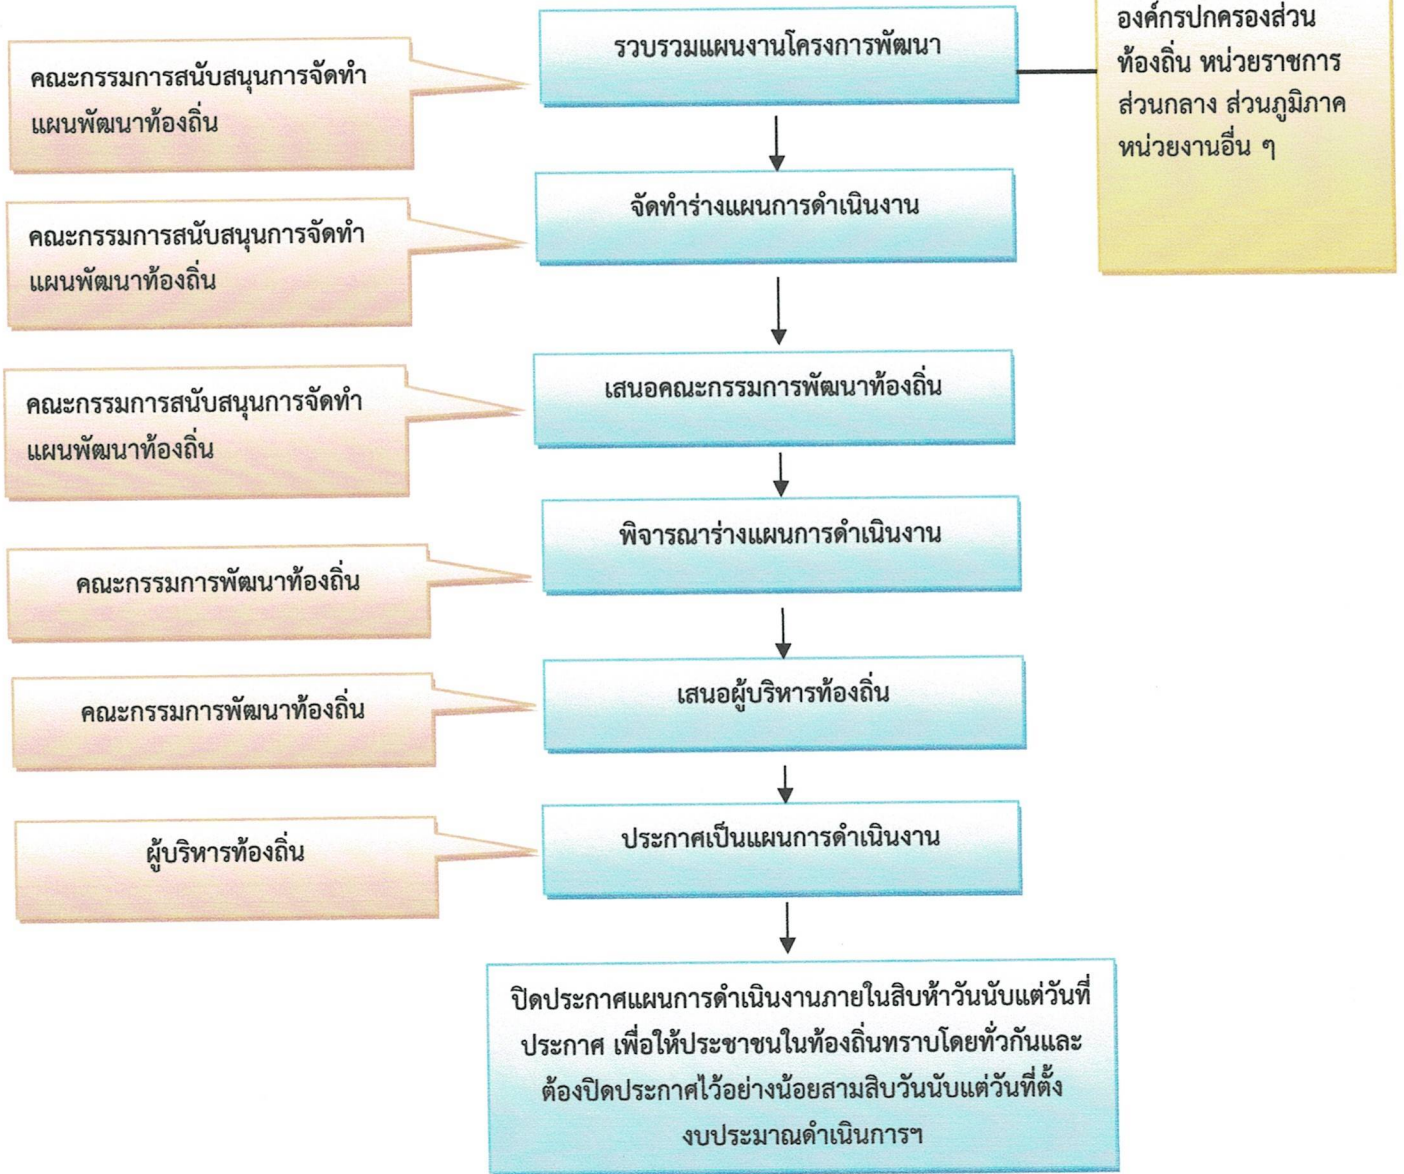 รวบรวมแผนงานโครงการพัฒนา
องค์กรปกครองส่วน
ท้องถิ่น หน่วยราชการ
ส่วนกลาง ส่วนภูมิภาค
หน่วยงานอื่น ๆ
คณะกรรมการสนับสนุนการจัดทำ
แผนพัฒนาท้องถิ่น
จัดทำร่างแผนการดำเนินงาน
คณะกรรมการสนับสนุนการจัดทำ
แผนพัฒนาท้องถิ่น
เสนอคณะกรรมการพัฒนาท้องถิ่น
คณะกรรมการสนับสนุนการจัดทำ
แผนพัฒนาท้องถิ่น
พิจารณาร่างแผนการดำเนินงาน
คณะกรรมการพัฒนาท้องถิ่น
เสนอผู้บริหารท้องถิ่น
คณะกรรมการพัฒนาท้องถิ่น
ประกาศเป็นแผนการดำเนินงาน
ผู้บริหารท้องถิ่น
ปิดประกาศแผนการดำเนินงานภายในสิบห้าวันนับแต่วันที่
ประกาศ เพื่อให้ประชาชนในท้องถิ่นทราบโดยทั่วกันและ
ต้องปิดประกาศไว้อย่างน้อยสามสิบวันนับแต่วันที่ตั้ง
งบประมาณดำเนินการฯ